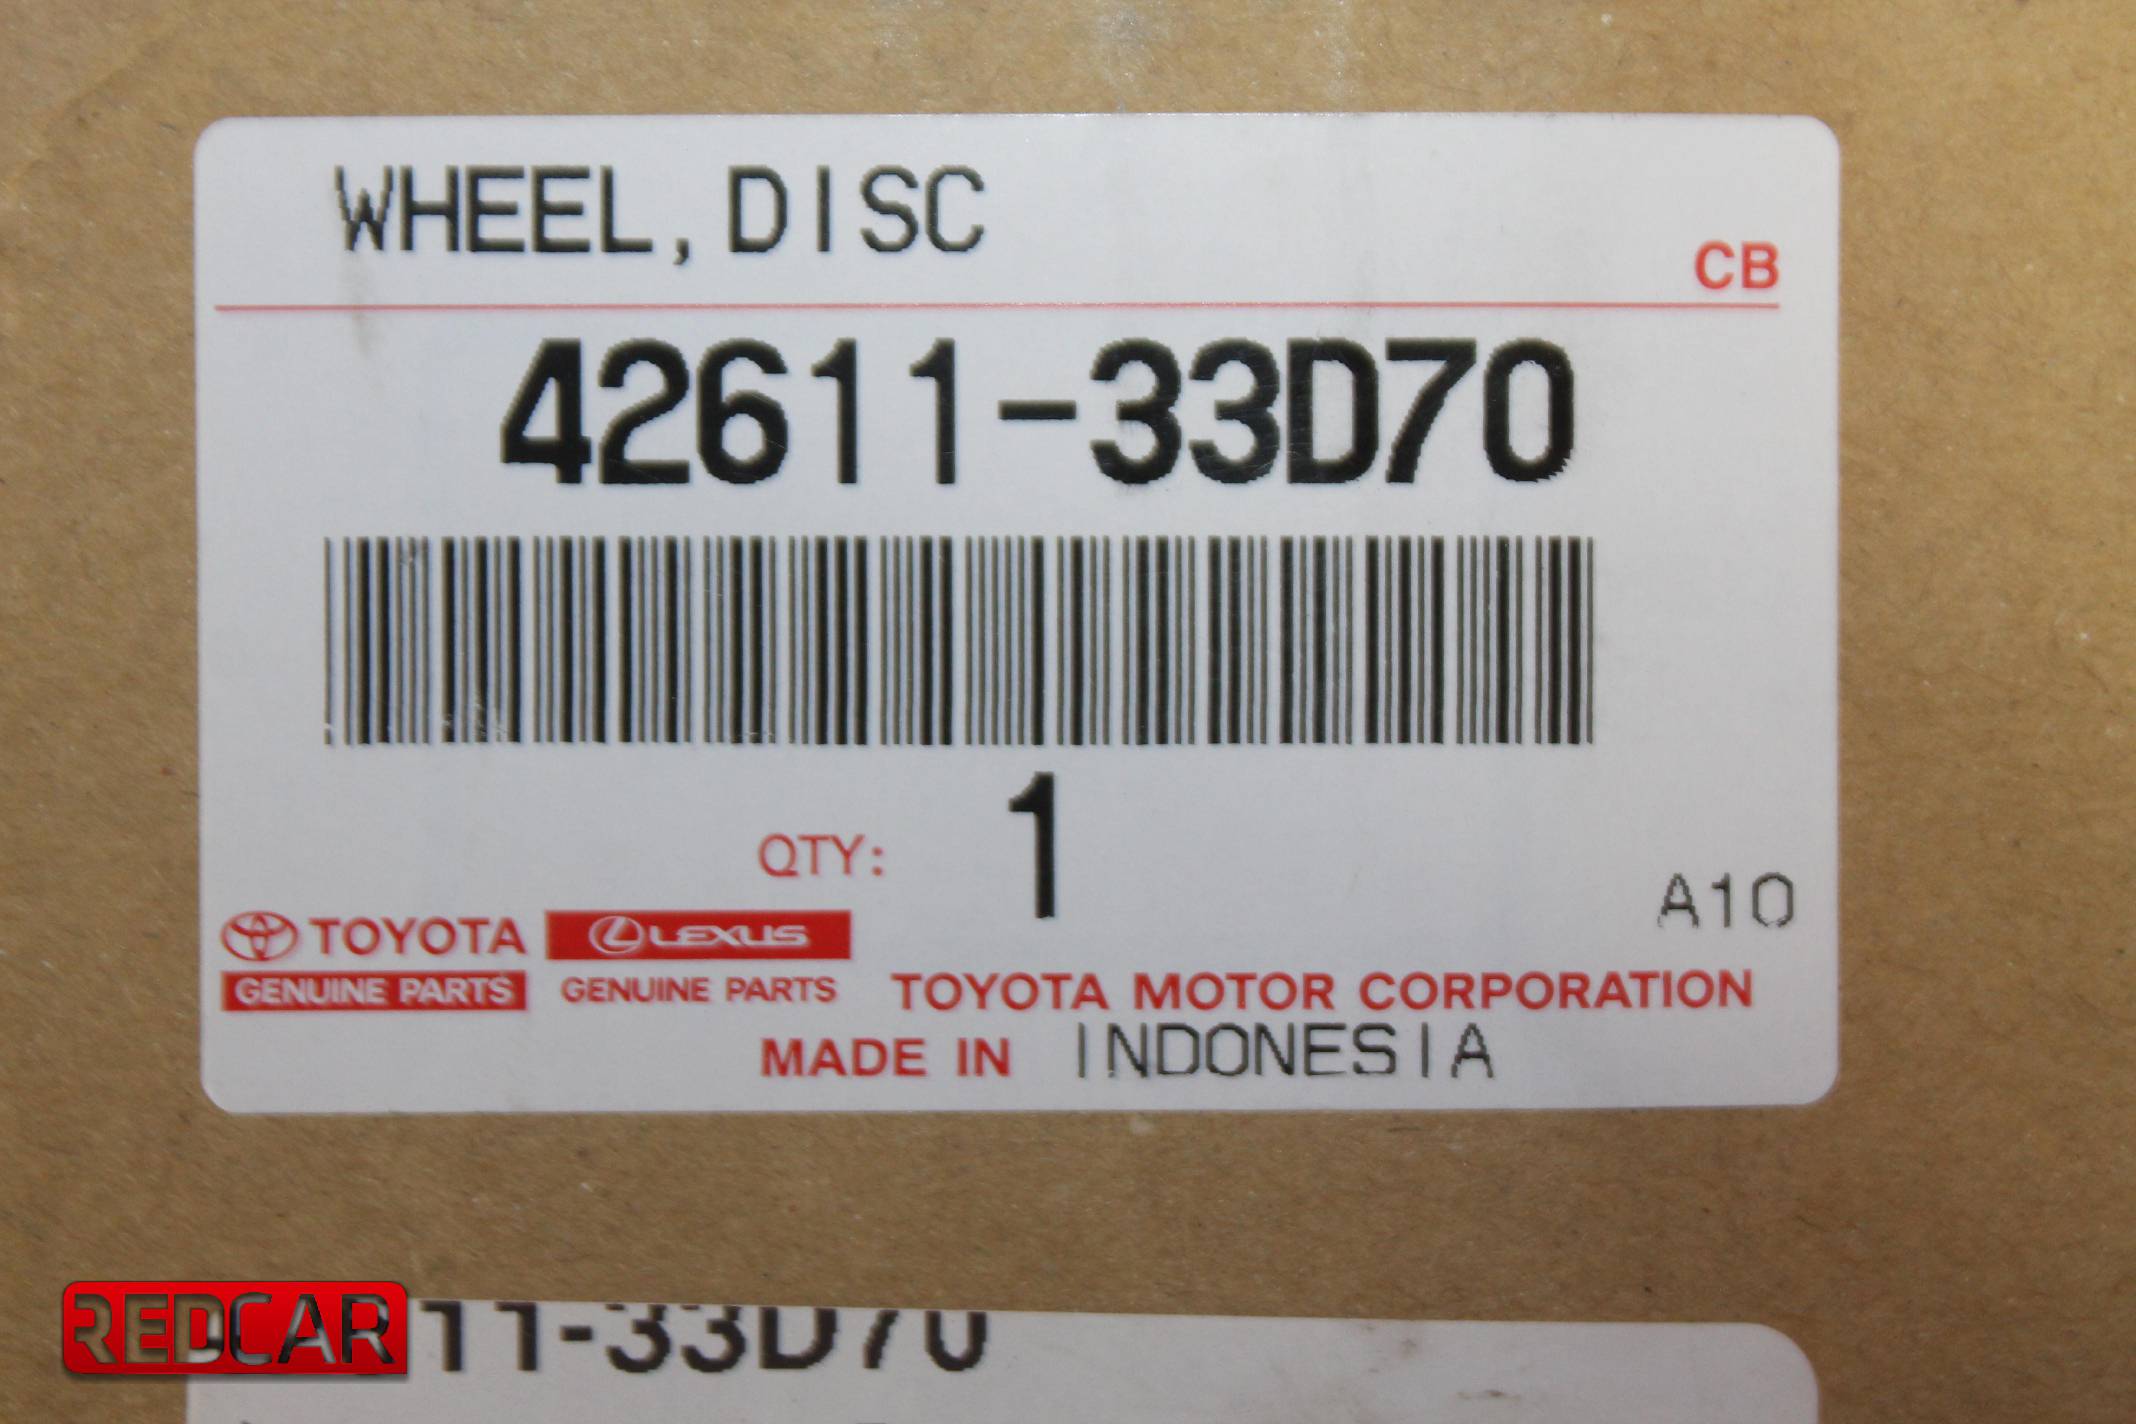 WHEEL,DISC
CB
42611-33D70
QTY: 1
A10
TOYOTA
GENUINE PARTS
LEXUS
GENUINE PARTS
TOYOTA MOTOR CORPORATION
MADE IN INDONESIA
REDCAR
11-33D70